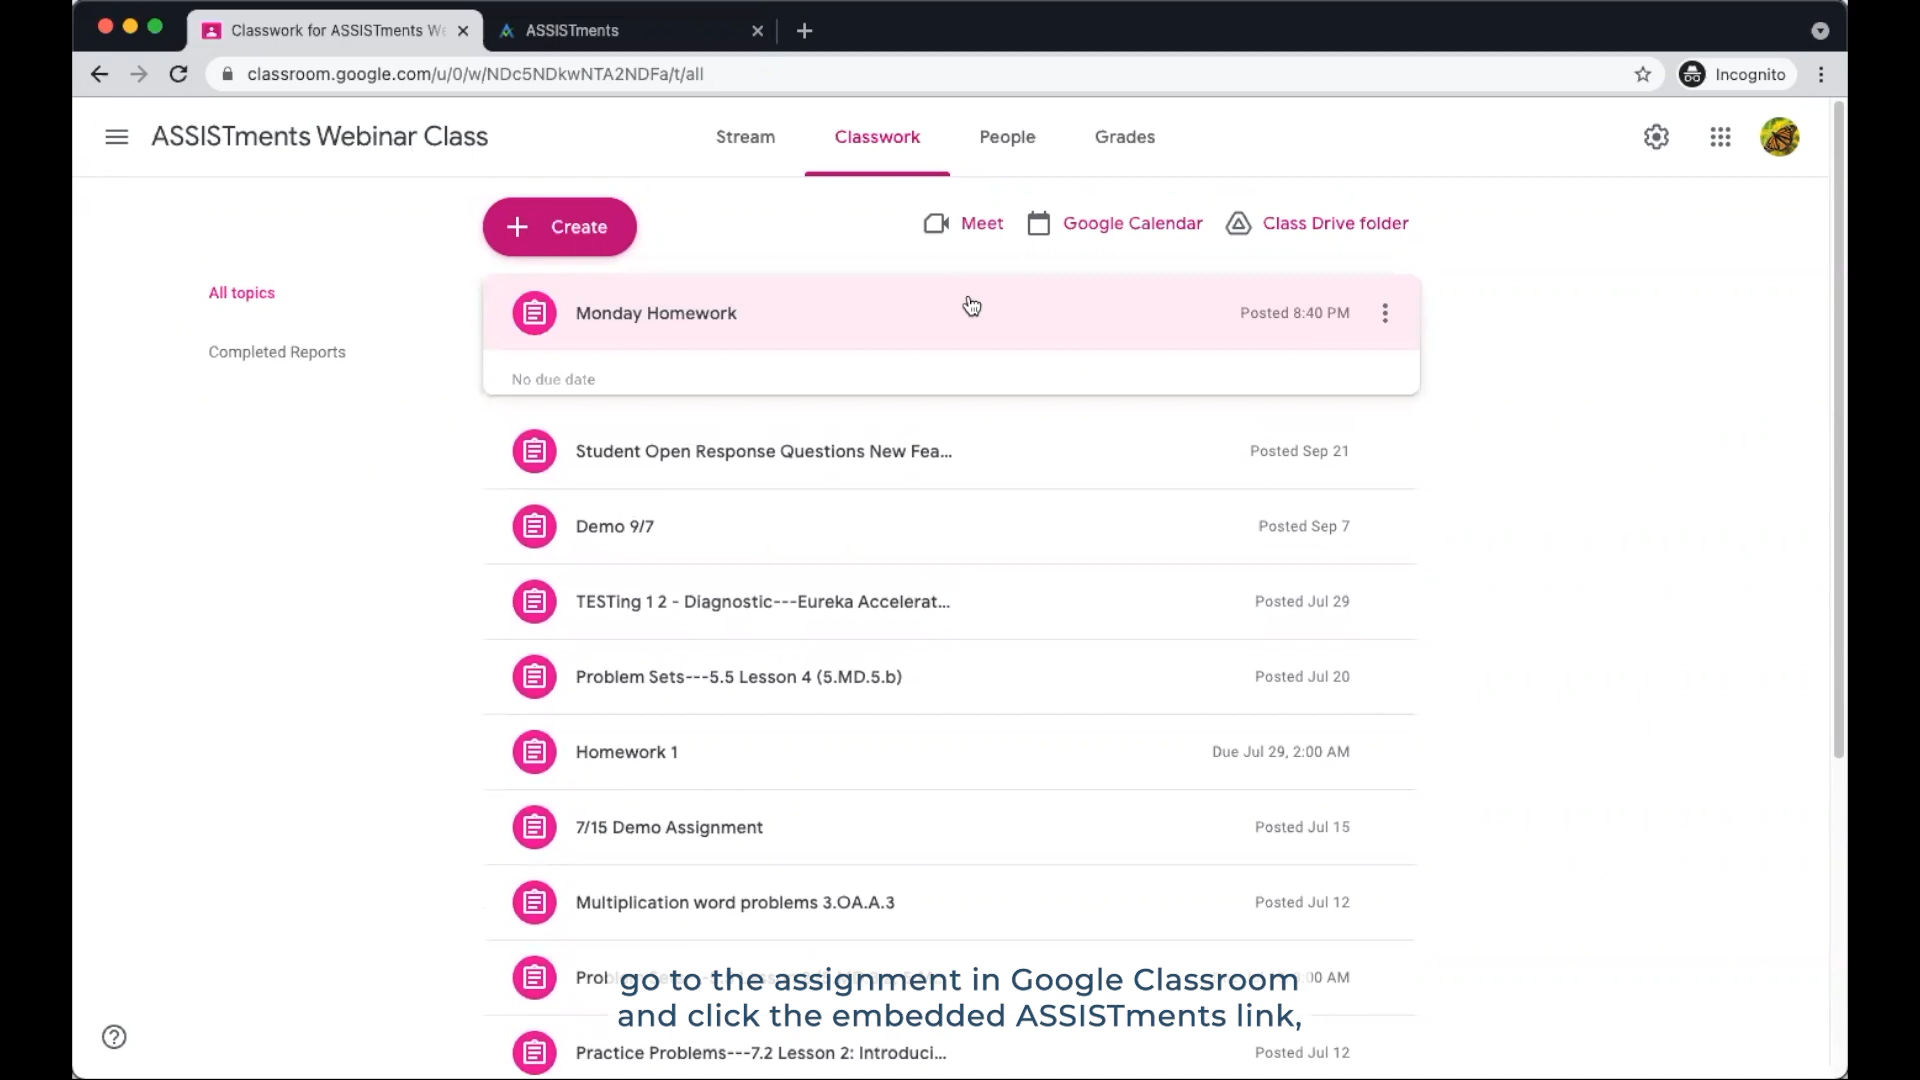 Classwork for ASSISTments We
ASSISTments
classroom.google.com/u/0/w/NDc5NDkwNTA2NDFa/t/all
Incognito
ASSISTments Webinar Class
Stream
Classwork
People
Grades
Create
Meet
Google Calendar
Class Drive folder
All topics
Completed Reports
Monday Homework
Posted 8:40 PM
No due date
Student Open Response Questions New Fea...
Posted Sep 21
Demo 9/7
Posted Sep 7
TESTing 1 2 - Diagnostic---Eureka Accelerat...
Posted Jul 29
Problem Sets---5.5 Lesson 4 (5.MD.5.b)
Posted Jul 20
Homework 1
Due Jul 29, 2:00 AM
7/15 Demo Assignment
Posted Jul 15
Multiplication word problems 3.OA.A.3
Posted Jul 12
go to the assignment in Google Classroom
and click the embedded ASSISTments link,
Practice Problems---7.2 Lesson 2: Introduci...
Posted Jul 12